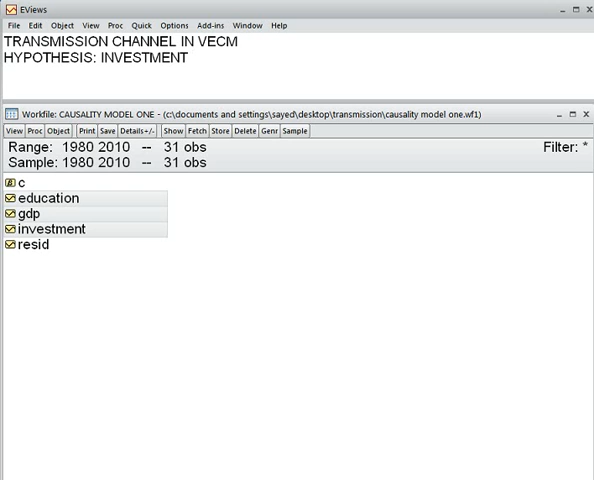 EViews
File Edit Object View Proc Quick Options Add-ins Window Help
TRANSMISSION CHANNEL IN VECM
HYPOTHESIS: INVESTMENT
Workfile: CAUSALITY MODEL ONE - (c:\documents and settings\sayed\desktop\transmission\causality model one.wf1)
View Proc Object Print Save Details+/- Show Fetch Store Delete Genr Sample
Range: 1980 2010 -- 31 obs Filter: *
Sample: 1980 2010 -- 31 obs
β c
education
gdp
investment
resid